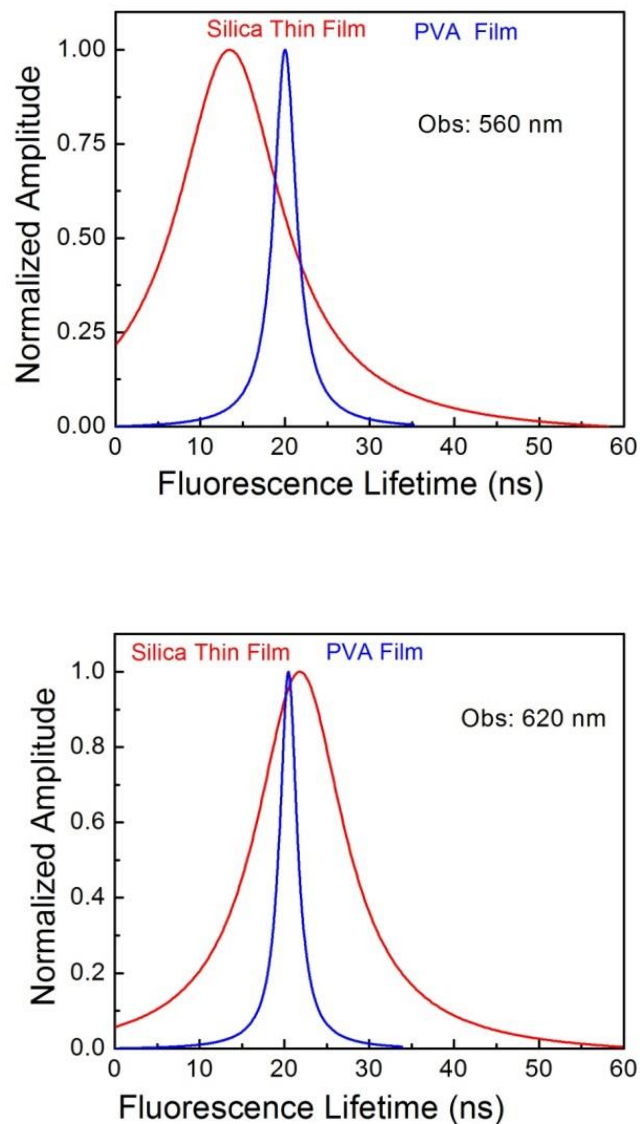 Silica Thin Film PVA Film
1.00
Obs: 560 nm
0.75
Normalized Amplitude
0.50
0.25
0.00
0 10 20 30 40 50 60
Fluorescence Lifetime (ns)
Silica Thin Film PVA Film
1.0
Obs: 620 nm
0.8
Normalized Amplitude
0.6
0.4
0.2
0.0
0 10 20 30 40 50 60
Fluorescence Lifetime (ns)